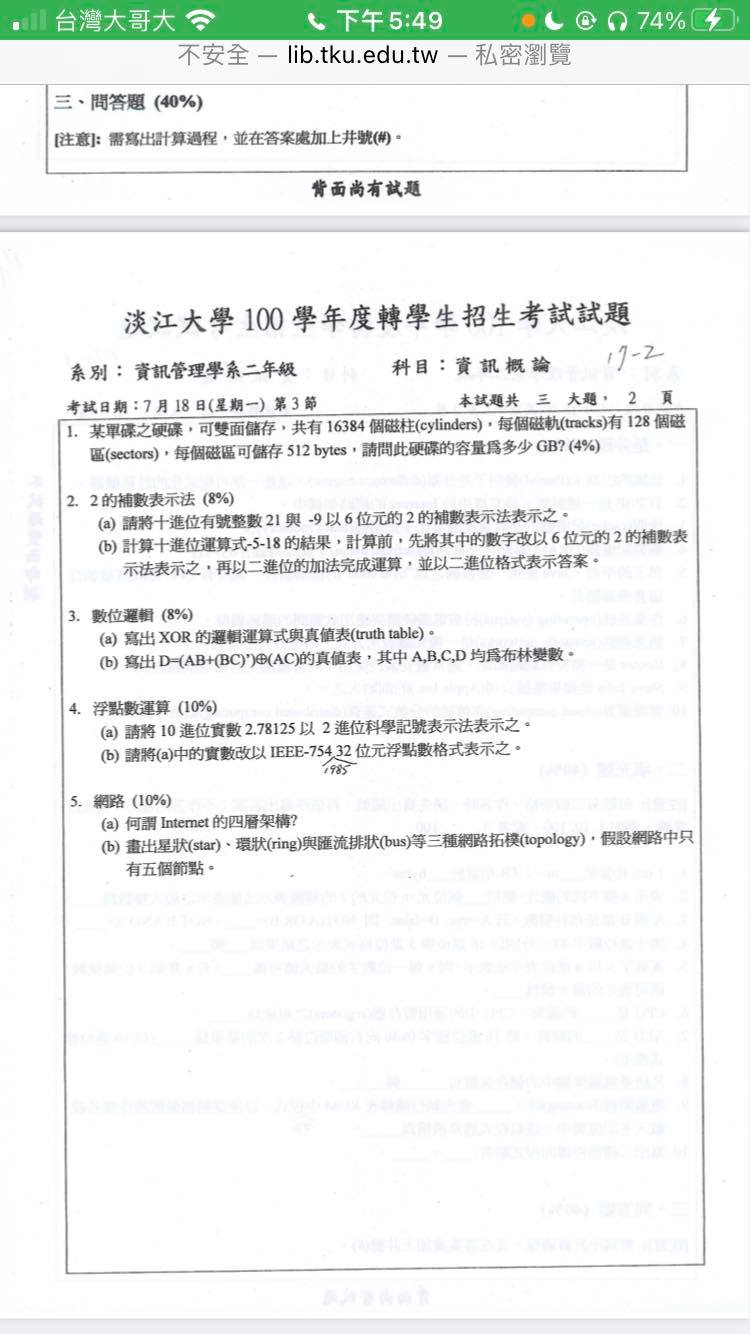 台灣大哥大 下午5:49 74%
不安全 — lib.tku.edu.tw — 私密瀏覽
三、問答題 (40%)
[注意]: 需寫出計算過程，並在答案處加上井號(#)。
背面尚有試題
淡江大學 100 學年度轉學生招生考試試題
系別：資訊管理學系二年級 科目：資訊概論 17-2
考試日期：7月18日(星期一) 第3節 本試題共 三 大題， 2 頁
1. 某單碟之硬碟，可雙面儲存，共有 16384 個磁柱(cylinders)，每個磁軌(tracks)有 128 個磁
區(sectors)，每個磁區可儲存 512 bytes，請問此硬碟的容量為多少 GB? (4%)
2. 2 的補數表示法 (8%)
(a) 請將十進位有號整數 21 與 -9 以 6 位元的 2 的補數表示法表示之。
(b) 計算十進位運算式-5-18 的結果，計算前，先將其中的數字改以 6 位元的 2 的補數表
示法表示之，再以二進位的加法完成運算，並以二進位格式表示答案。
3. 數位邏輯 (8%)
(a) 寫出 XOR 的邏輯運算式與真值表(truth table)。
(b) 寫出 D=(AB+(BC)')⊕(AC)的真值表，其中 A,B,C,D 均為布林變數。
4. 浮點數運算 (10%)
(a) 請將 10 進位實數 2.78125 以 2 進位科學記號表示法表示之。
(b) 請將(a)中的實數改以 IEEE-754 32 位元浮點數格式表示之。
1985
5. 網路 (10%)
(a) 何謂 Internet 的四層架構?
(b) 畫出星狀(star)、環狀(ring)與匯流排狀(bus)等三種網路拓樸(topology)，假設網路中只
有五個節點。